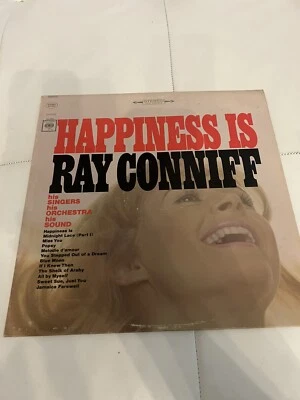 STEREO
HAPPINESS IS
RAY CONNIFF
his
SINGERS
his
ORCHESTRA
his
SOUND
Happiness Is
Midnight Lace (Part I)
Miss You
Popsy
Melodie d'amour
You Stepped Out of a Dream
Blue Moon
If I Knew Then
The Sheik of Araby
All by Myself
Sweet Sue, Just You
Jamaica Farewell